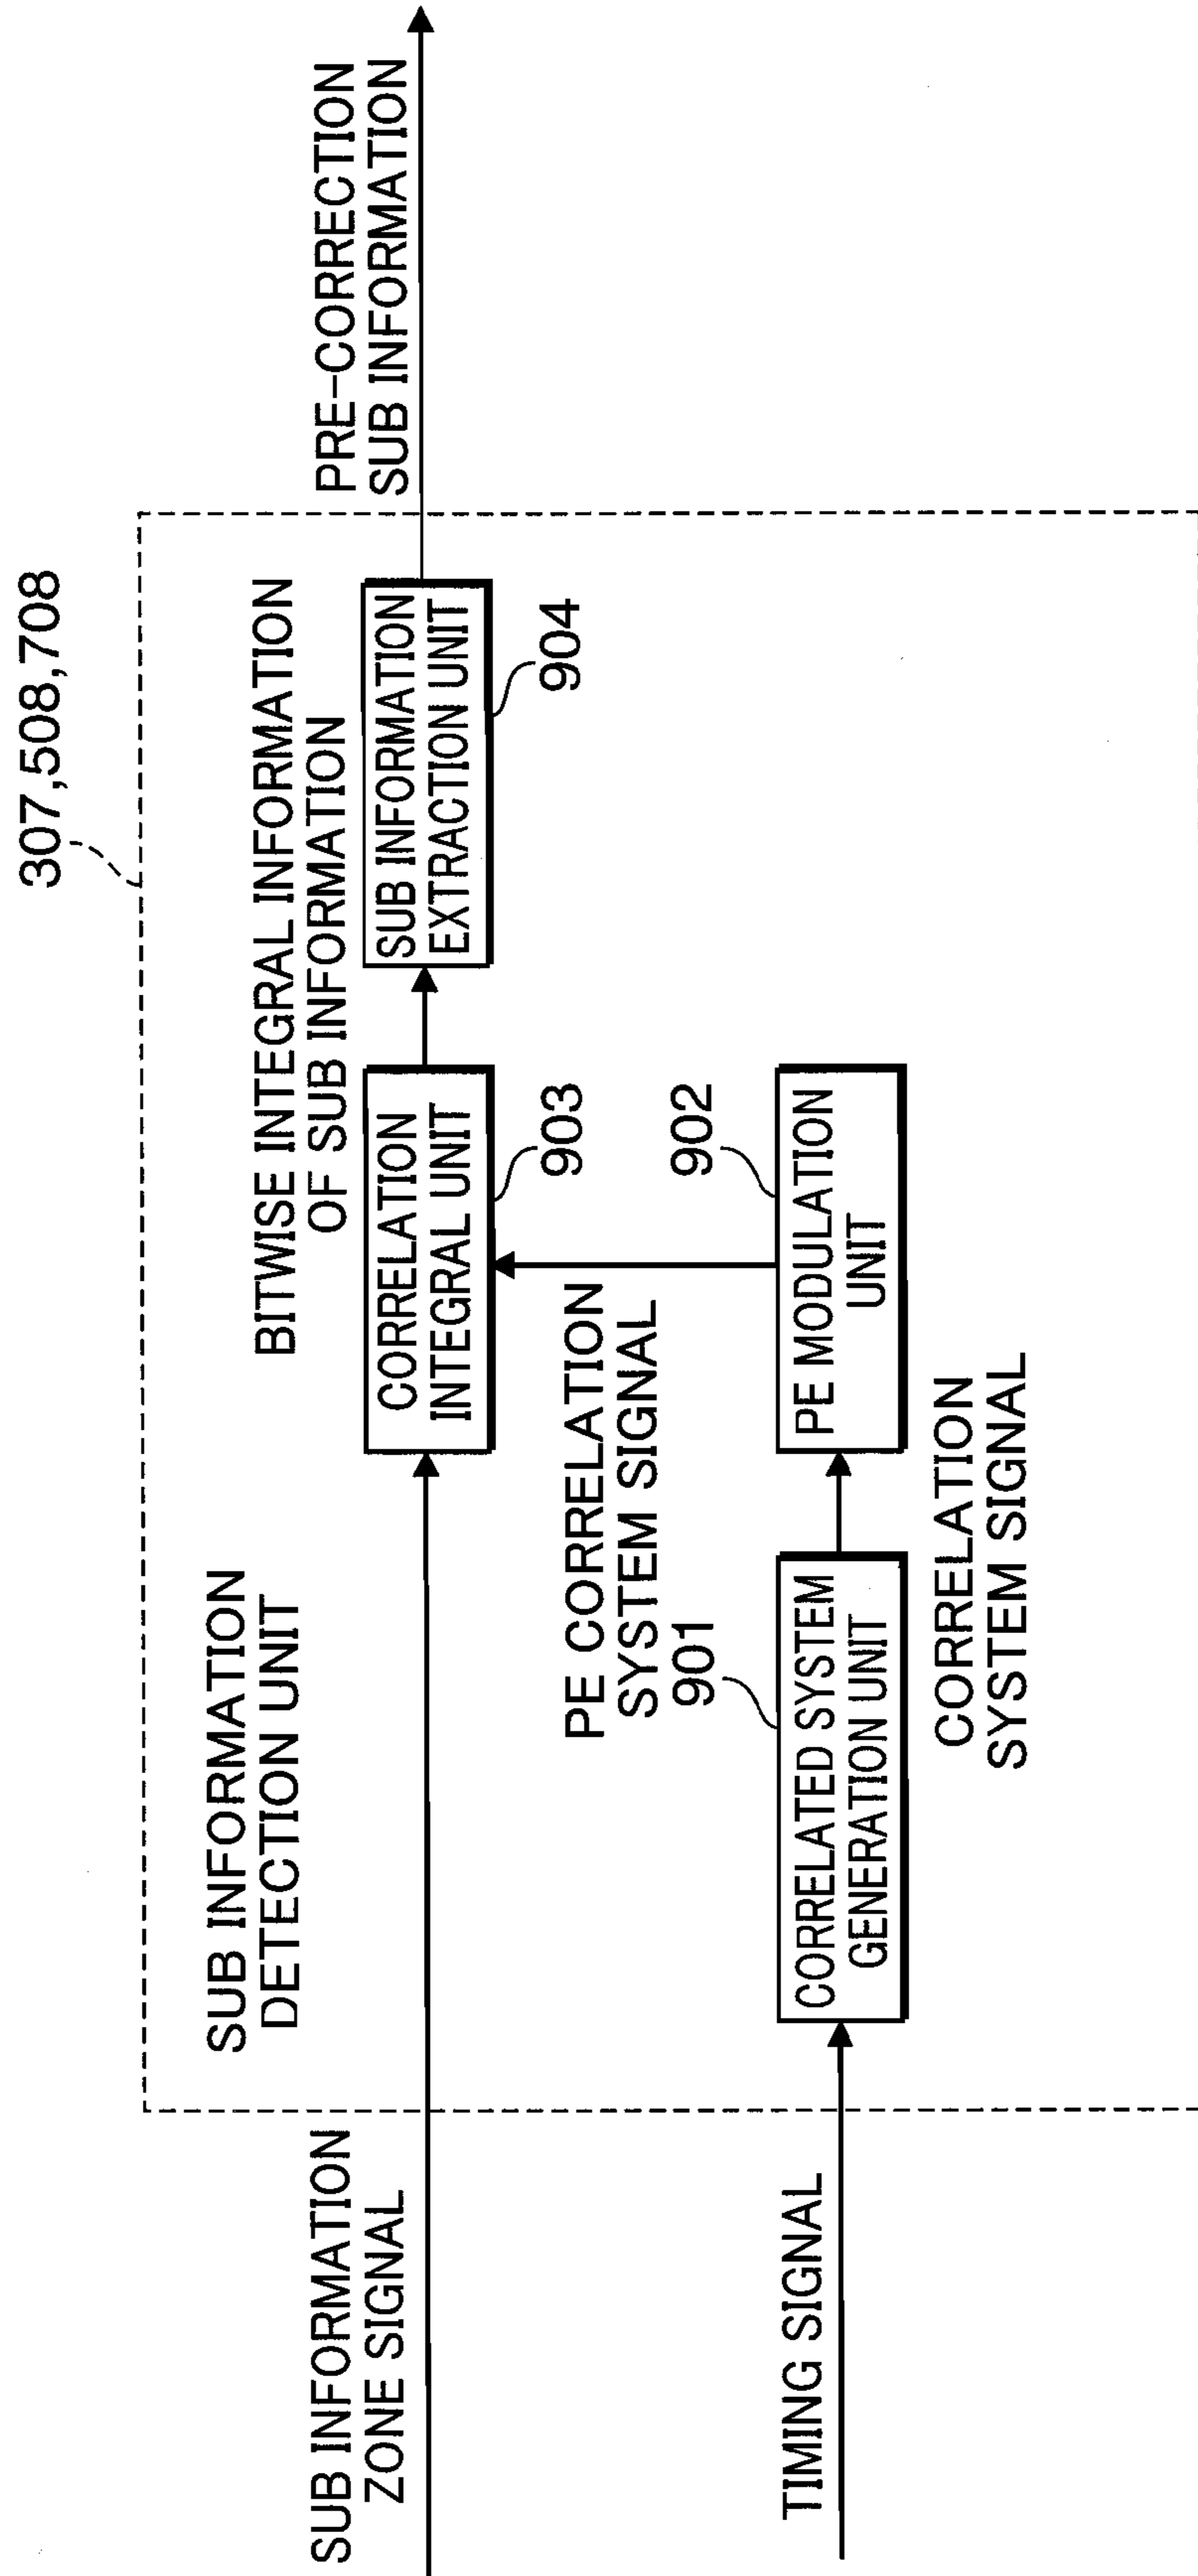 307,508,708
SUB INFORMATION
DETECTION UNIT
BITWISE INTEGRAL INFORMATION
OF SUB INFORMATION
SUB INFORMATION
ZONE SIGNAL
CORRELATION
INTEGRAL UNIT
903
SUB INFORMATION
EXTRACTION UNIT
904
PRE-CORRECTION
SUB INFORMATION
PE CORRELATION
SYSTEM SIGNAL
TIMING SIGNAL
901
CORRELATED SYSTEM
GENERATION UNIT
902
PE MODULATION
UNIT
CORRELATION
SYSTEM SIGNAL